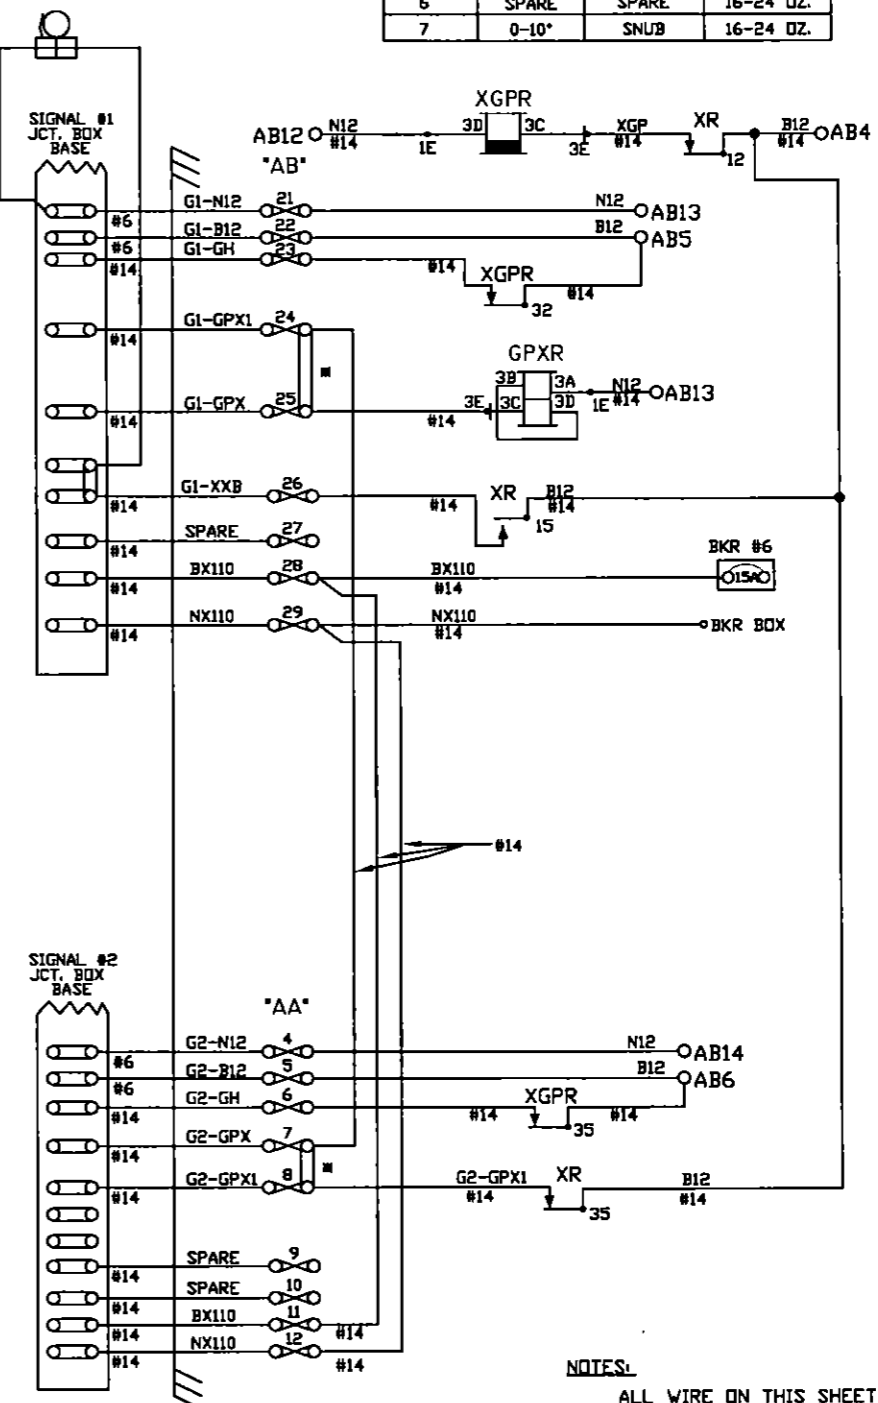 6 SPARE SPARE 16-24 OZ.
7 0-10° SNUB 16-24 OZ.
SIGNAL #1
JCT. BOX
BASE
XGPR
AB12 N12 #14 1E 3D 3C 3E XGP #14 XR 12 B12 #14 AB4
"AB"
#6 G1-N12 21 N12 AB13
#6 G1-B12 22 B12 AB5
#14 G1-GH 23 #14 XGPR 32 #14
#14 G1-GPX1 24
GPXR
#14 G1-GPX 25 #14 3E 3B 3C 3A 3D 1E N12 #14 AB13
#14 G1-XXB 26 #14 XR 15 B12 #14
#14 SPARE 27
BKR #6
#14 BX110 28 BX110 #14 15A
#14 NX110 29 NX110 #14 BKR BOX
#14
SIGNAL #2
JCT. BOX
BASE
"AA"
#6 G2-N12 4 N12 AB14
#6 G2-B12 5 B12 AB6
#14 G2-GH 6 #14 XGPR 35 #14
#14 G2-GPX 7
#14 G2-GPX1 8 G2-GPX1 #14 XR 35 B12 #14
#14 SPARE 9
#14 SPARE 10
#14 BX110 11 #14
#14 NX110 12 #14
NOTES:
ALL WIRE ON THIS SHEET